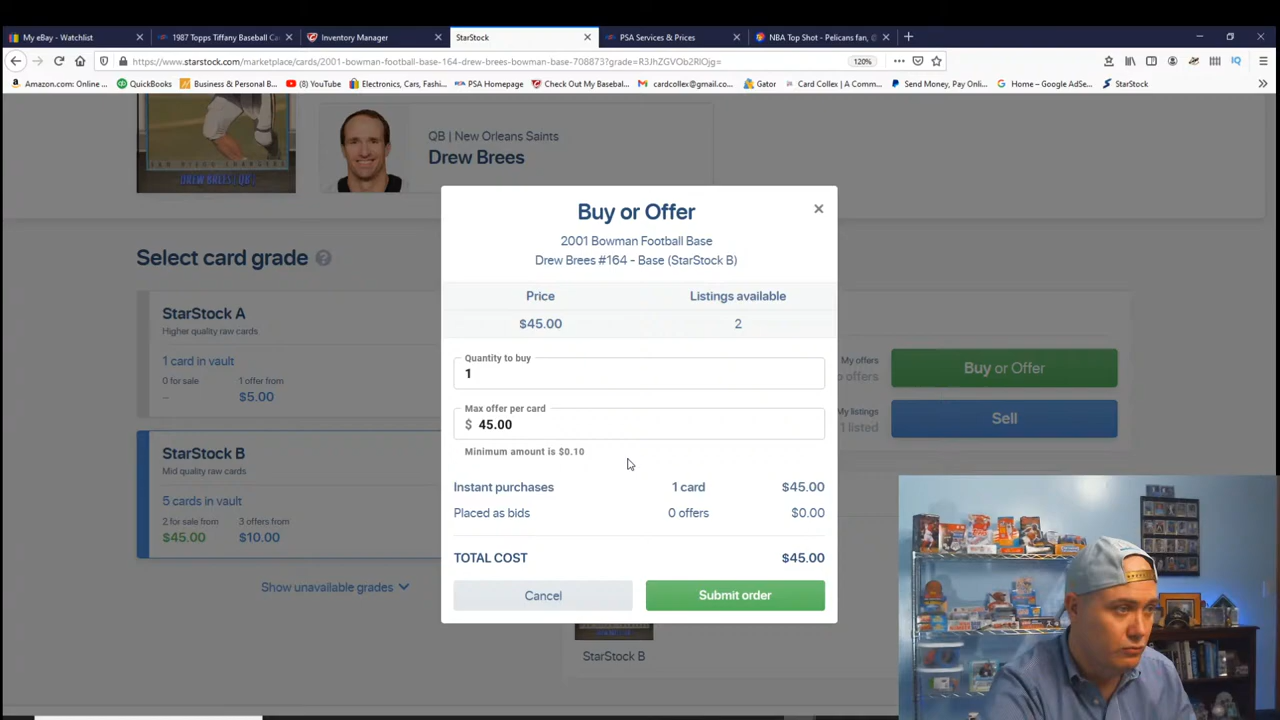 My eBay - Watchlist
1987 Topps Tiffany Baseball Ca
Inventory Manager
StarStock
PSA Services & Prices
NBA Top Shot - Pelicans fan,
https://www.starstock.com/marketplace/cards/2001-bowman-football-base-164-drew-brees-bowman-base-708873?grade=R3JhZGVOb2RlOjg=
120%
Amazon.com: Online ...
QuickBooks
Business & Personal B...
(8) YouTube
Electronics, Cars, Fashi...
PSA Homepage
Check Out My Basebal...
cardcollex@gmail.co...
Gator
Card Collex | A Comm...
Send Money, Pay Onli...
Home – Google AdSe...
StarStock
SAN DIEGO CHARGERS
DREW BREES QB
QB | New Orleans Saints
Drew Brees
Select card grade ?
StarStock A
Higher quality raw cards.
1 card in vault
0 for sale
1 offer from
–
$5.00
StarStock B
Mid quality raw cards
5 cards in vault
2 for sale from
3 offers from
$45.00
$10.00
Show unavailable grades
Buy or Offer
2001 Bowman Football Base
Drew Brees #164 - Base (StarStock B)
Price
Listings available
$45.00
2
Quantity to buy
1
Max offer per card
$ 45.00
Minimum amount is $0.10
Instant purchases
1 card
$45.00
Placed as bids
0 offers
$0.00
TOTAL COST
$45.00
Cancel
Submit order
My offers
offers
Buy or Offer
My listings
1 listed
Sell
StarStock B